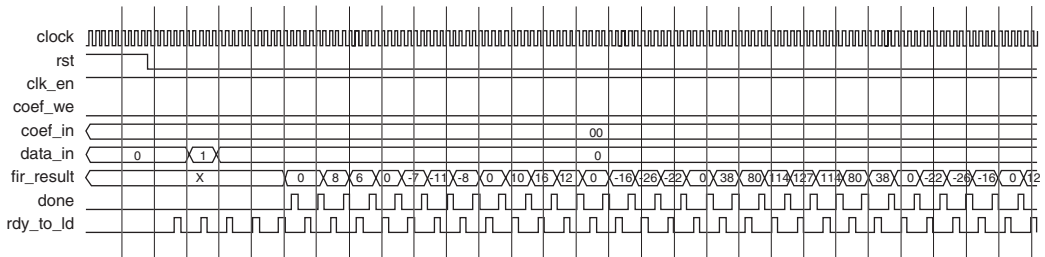 clock
rst
clk_en
coef_we
coef_in 00
data_in 0 1 0
fir_result X 0 8 6 0 -7 -11 -8 0 10 16 12 0 -16 -26 -22 0 38 80 114 127 114 80 38 0 -22 -26 -16 0 12
done
rdy_to_ld